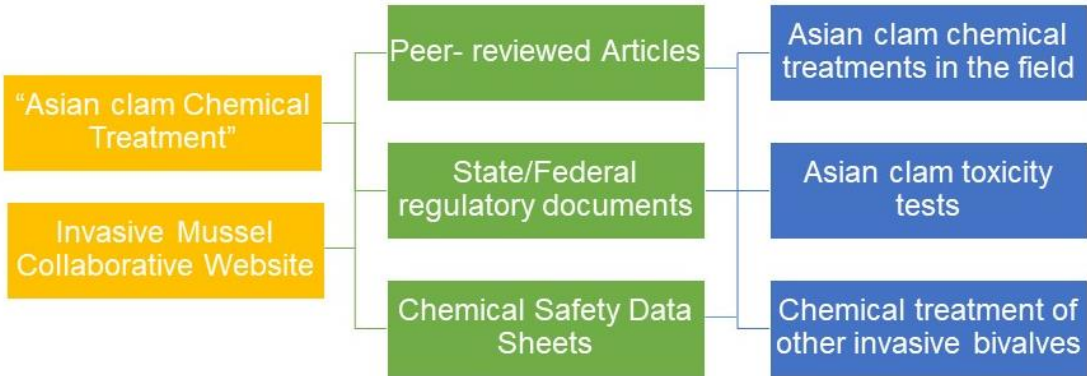 “Asian clam Chemical
Treatment”
Invasive Mussel
Collaborative Website
Peer- reviewed Articles
State/Federal
regulatory documents
Chemical Safety Data
Sheets
Asian clam chemical
treatments in the field
Asian clam toxicity
tests
Chemical treatment of
other invasive bivalves